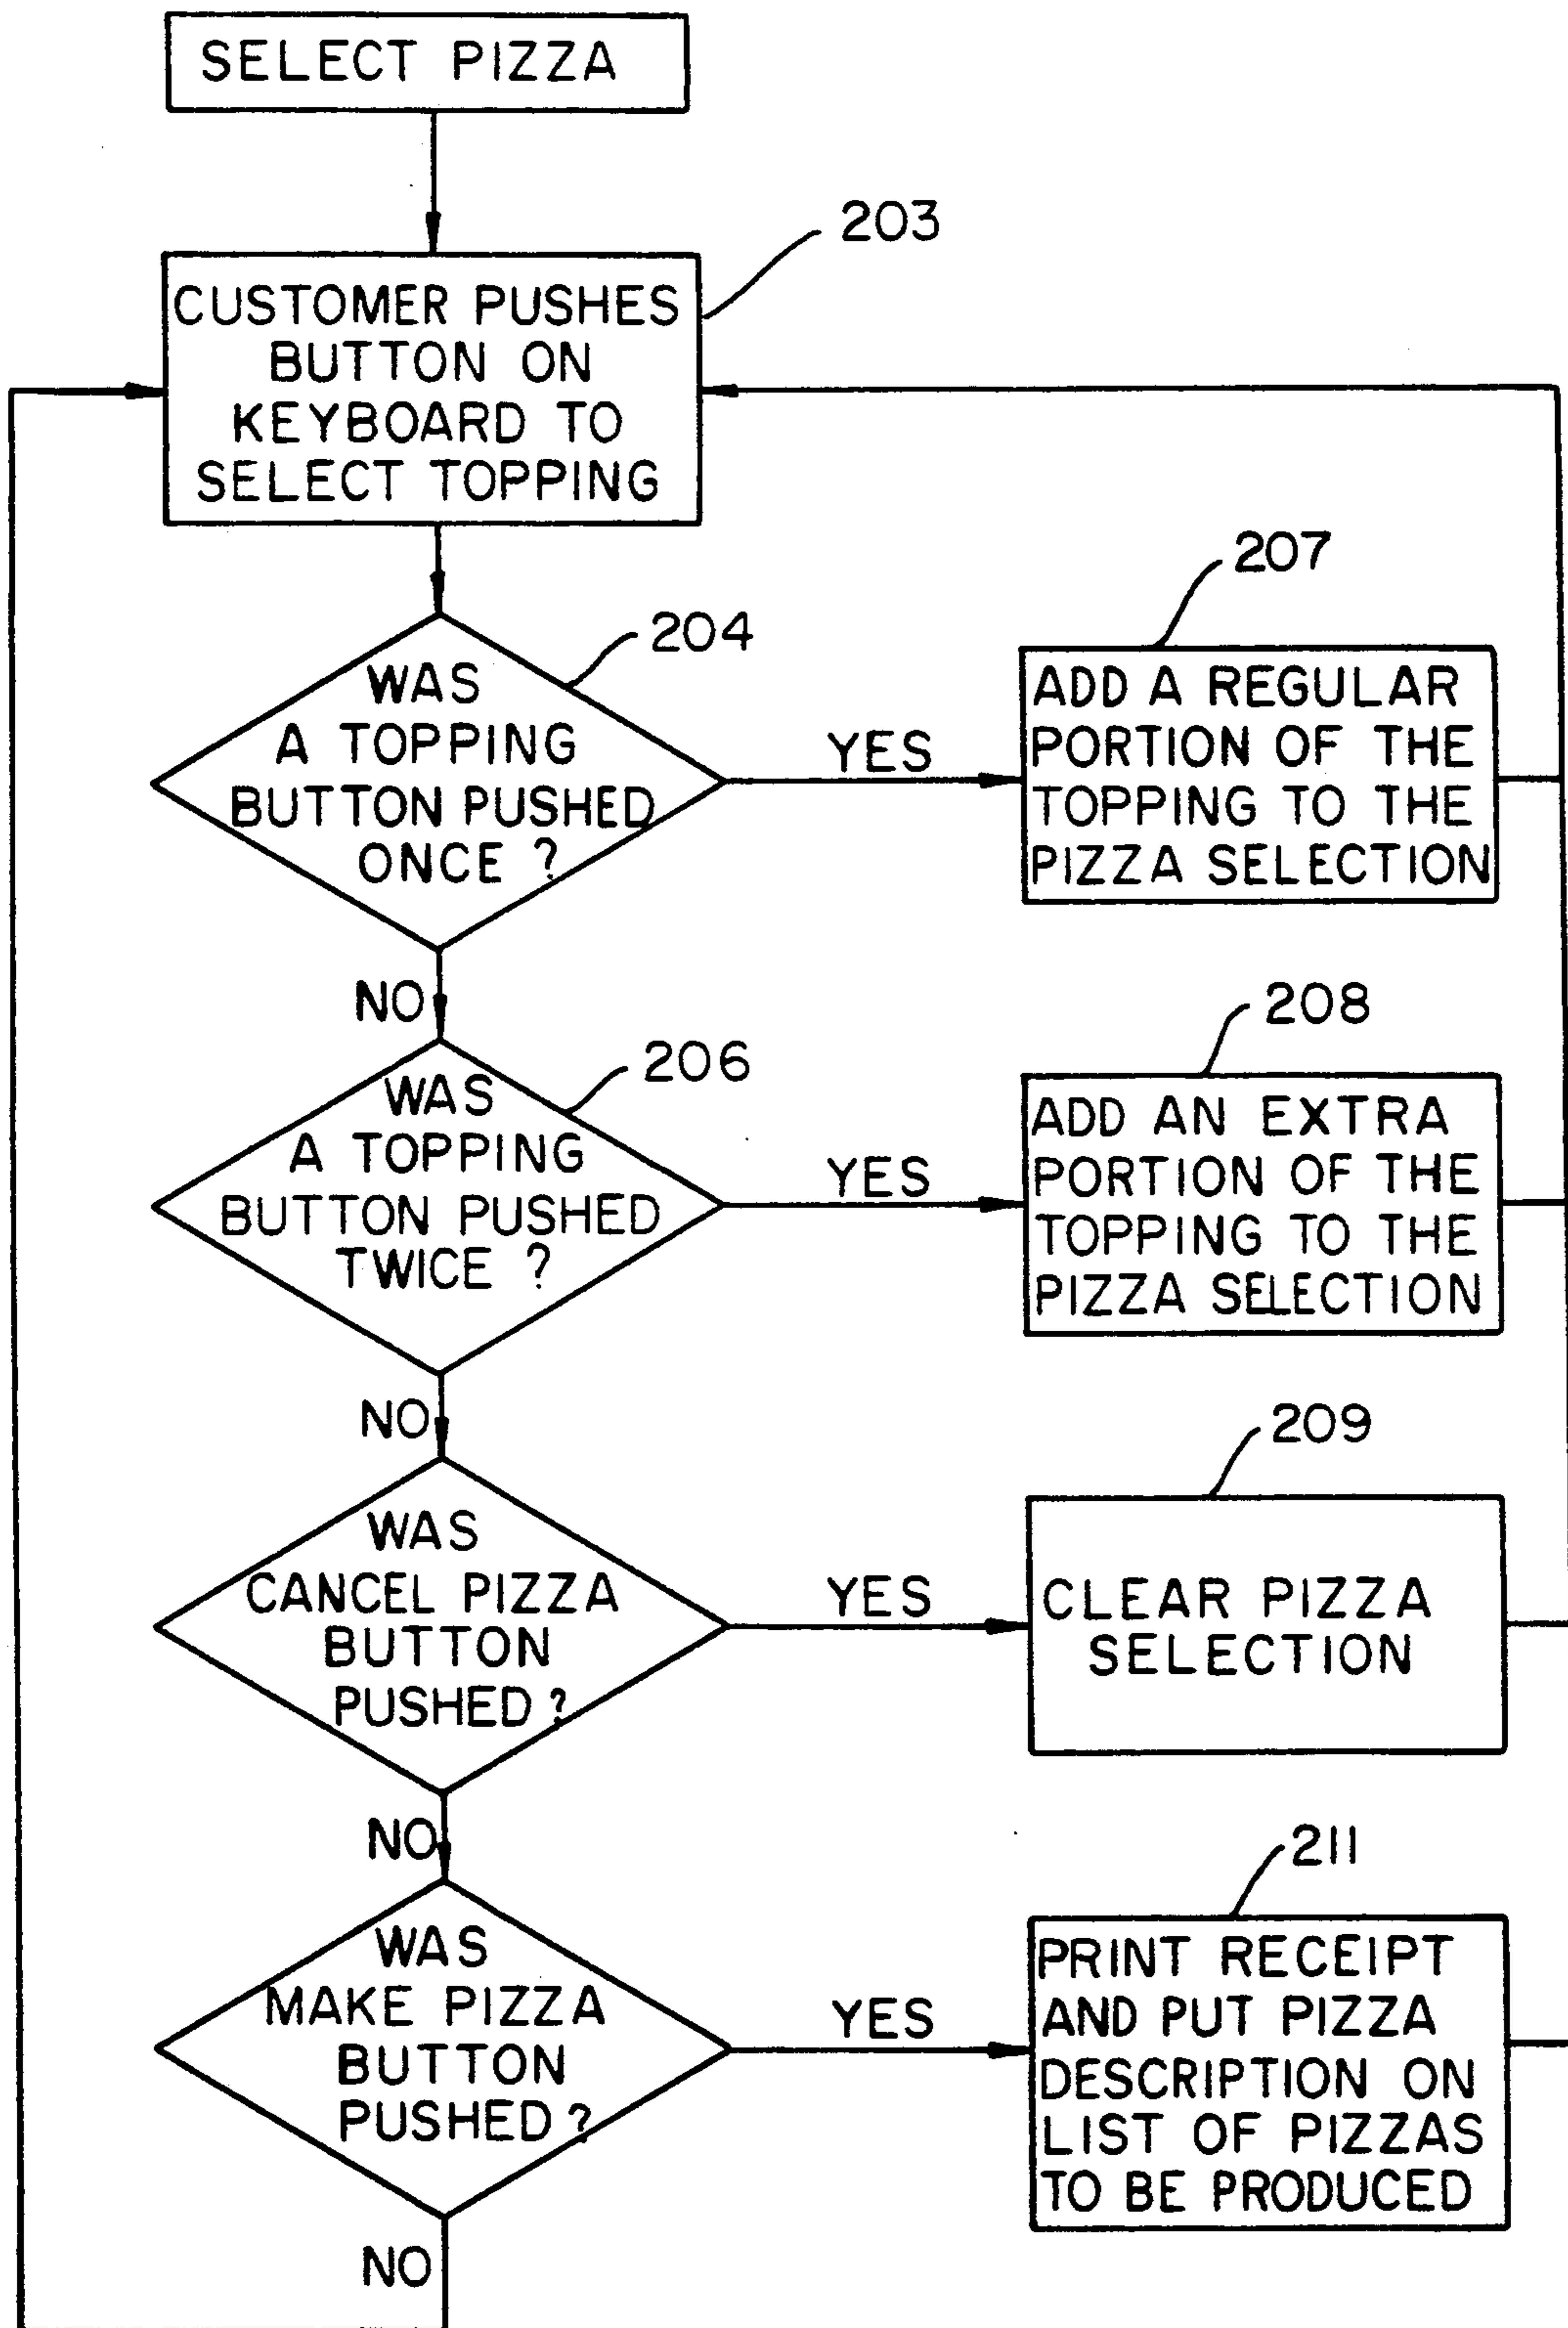 SELECT PIZZA
203
CUSTOMER PUSHES
BUTTON ON
KEYBOARD TO
SELECT TOPPING
204
WAS
A TOPPING
BUTTON PUSHED
ONCE ?
YES
207
ADD A REGULAR
PORTION OF THE
TOPPING TO THE
PIZZA SELECTION
NO
206
WAS
A TOPPING
BUTTON PUSHED
TWICE ?
YES
208
ADD AN EXTRA
PORTION OF THE
TOPPING TO THE
PIZZA SELECTION
NO
WAS
CANCEL PIZZA
BUTTON
PUSHED ?
YES
209
CLEAR PIZZA
SELECTION
NO
WAS
MAKE PIZZA
BUTTON
PUSHED ?
YES
211
PRINT RECEIPT
AND PUT PIZZA
DESCRIPTION ON
LIST OF PIZZAS
TO BE PRODUCED
NO